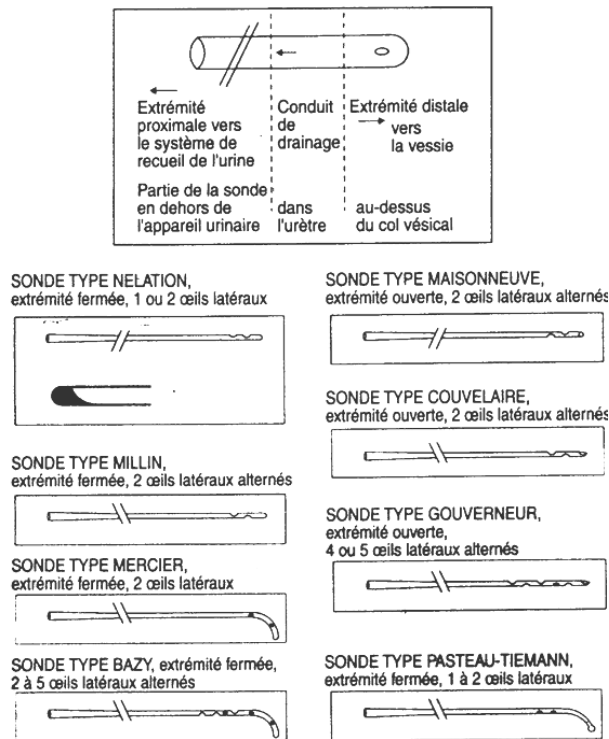 Extrémité
proximale vers
le système de
recueil de l'urine
Partie de la sonde
en dehors de
l'appareil urinaire
Conduit
de
drainage
dans
l'urètre
Extrémité distale
vers
la vessie
au-dessus
du col vésical
SONDE TYPE NELATION,
extrémité fermée, 1 ou 2 œils latéraux
SONDE TYPE MILLIN,
extrémité fermée, 2 œils latéraux alternés
SONDE TYPE MERCIER,
extrémité fermée, 2 œils latéraux
SONDE TYPE BAZY, extrémité fermée,
2 à 5 œils latéraux alternés
SONDE TYPE MAISONNEUVE,
extrémité ouverte, 2 œils latéraux alternés
SONDE TYPE COUVELAIRE,
extrémité ouverte, 2 œils latéraux alternés
SONDE TYPE GOUVERNEUR,
extrémité ouverte,
4 ou 5 œils latéraux alternés
SONDE TYPE PASTEAU-TIEMANN,
extrémité fermée, 1 à 2 œils latéraux